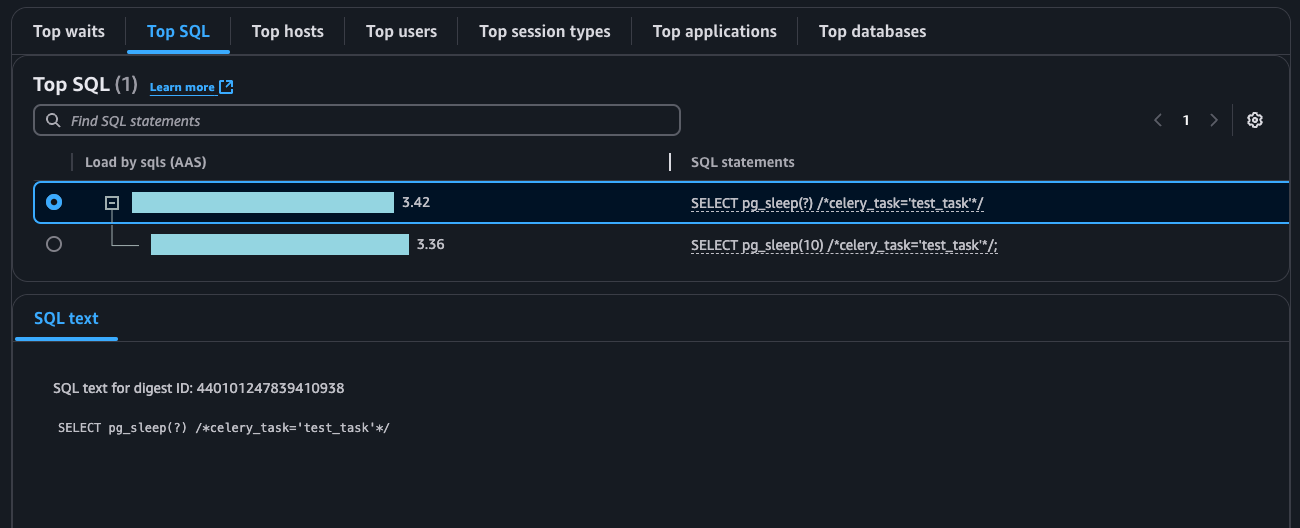 Top waits Top SQL Top hosts Top users Top session types Top applications Top databases
Top SQL (1) Learn more
Find SQL statements 1
Load by sqls (AAS) SQL statements
3.42 SELECT pg_sleep(?) /*celery_task='test_task'*/
3.36 SELECT pg_sleep(10) /*celery_task='test_task'*/;
SQL text
SQL text for digest ID: 440101247839410938
SELECT pg_sleep(?) /*celery_task='test_task'*/